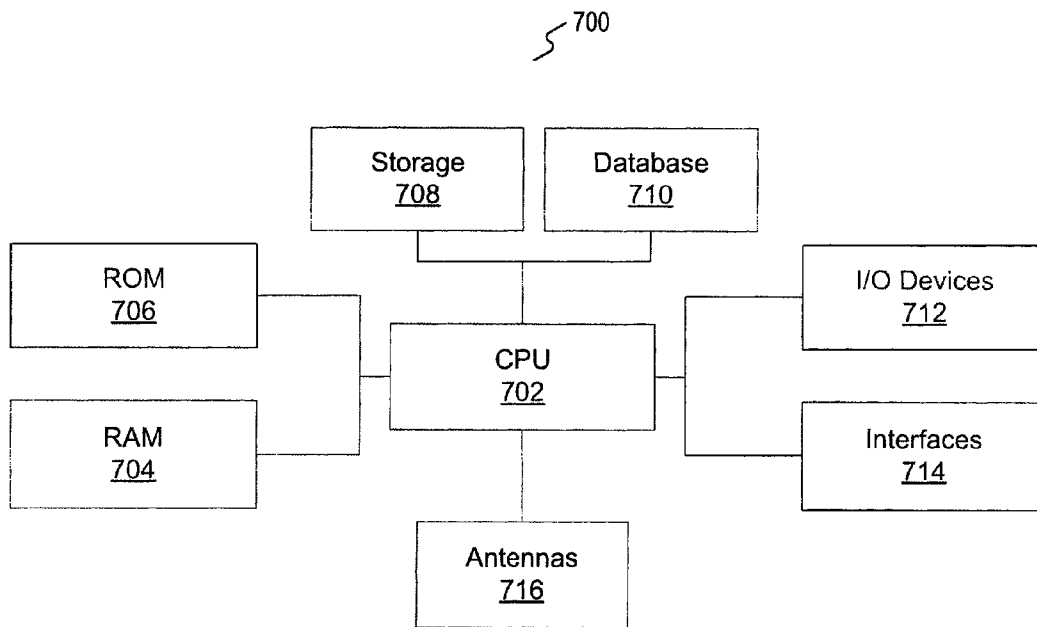 700
Storage
708
Database
710
ROM
706
I/O Devices
712
CPU
702
RAM
704
Interfaces
714
Antennas
716